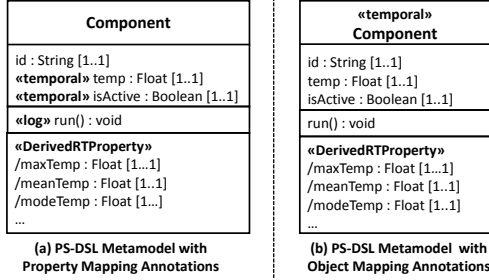 Component
id : String [1..1]
«temporal» temp : Float [1..1]
«temporal» isActive : Boolean [1..1]
«log» run() : void
«DerivedRTProperty»
/maxTemp : Float [1...1]
/meanTemp : Float [1..1]
/modeTemp : Float [1...]
...
(a) PS-DSL Metamodel with
Property Mapping Annotations
«temporal»
Component
id : String [1..1]
temp : Float [1..1]
isActive : Boolean [1..1]
run() : void
«DerivedRTProperty»
/maxTemp : Float [1...1]
/meanTemp : Float [1..1]
/modeTemp : Float [1..1]
...
(b) PS-DSL Metamodel with
Object Mapping Annotations